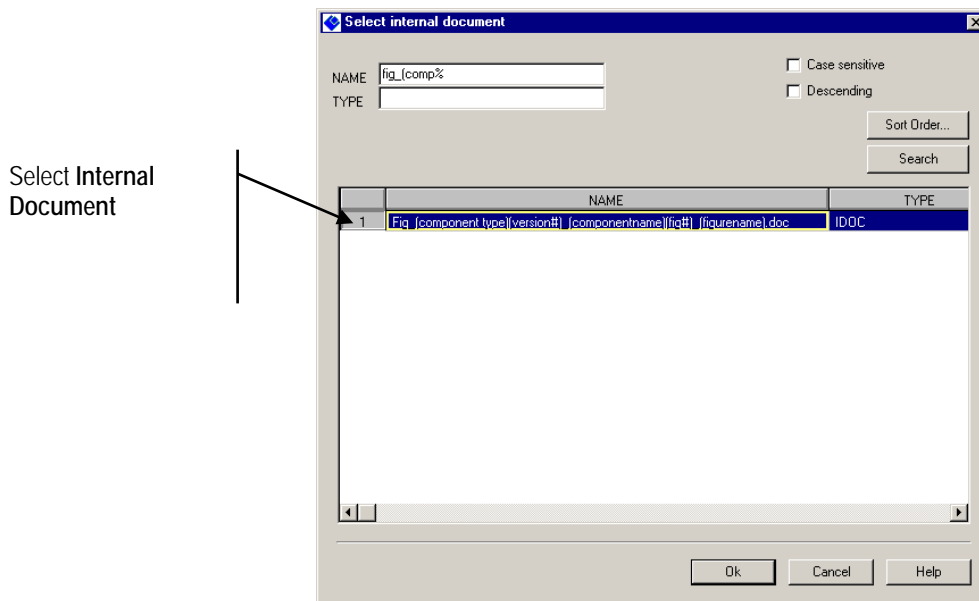 Select internal document
NAME fig_(comp%
TYPE
Case sensitive
Descending
Sort Order...
Search
Select Internal
Document
NAME TYPE
1 Fig_(component type)(version#)_(componentname)(fig#)_(figurename).doc IDOC
Ok Cancel Help